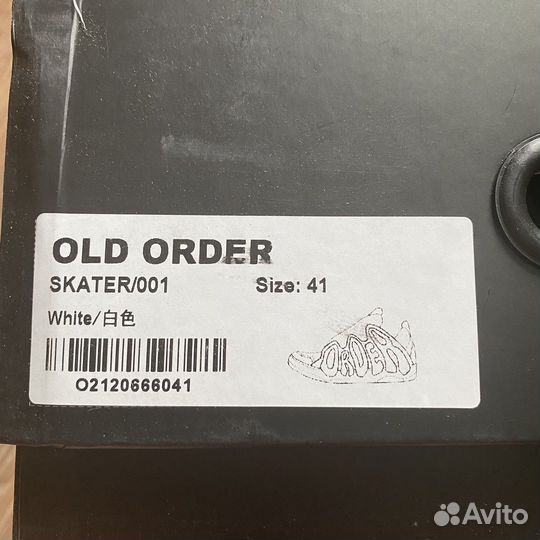 OLD ORDER
SKATER/001 Size: 41
White/白色
ORDER
O2120666041
Avito